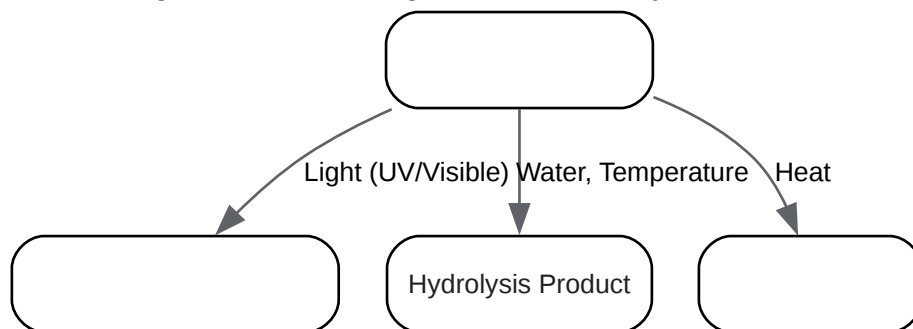 Light (UV/Visible) Water, Temperature Heat
Hydrolysis Product